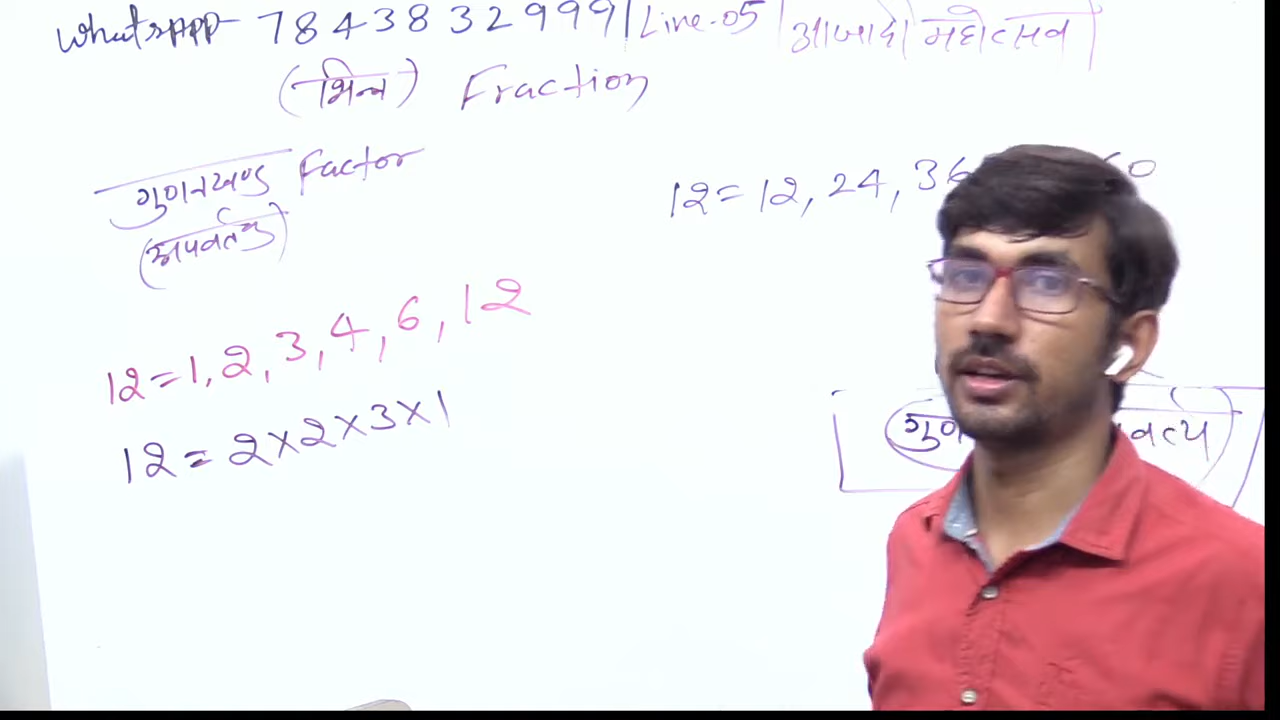 whatsppp - 7843832999 | Line-05 | आजादी महोत्सव |
(भिन्न) Fraction
गुणनखण्ड Factor
(अपवर्तक)
12 = 12, 24, 36
12 = 1, 2, 3, 4, 6, 12
12 = 2×2×3×1